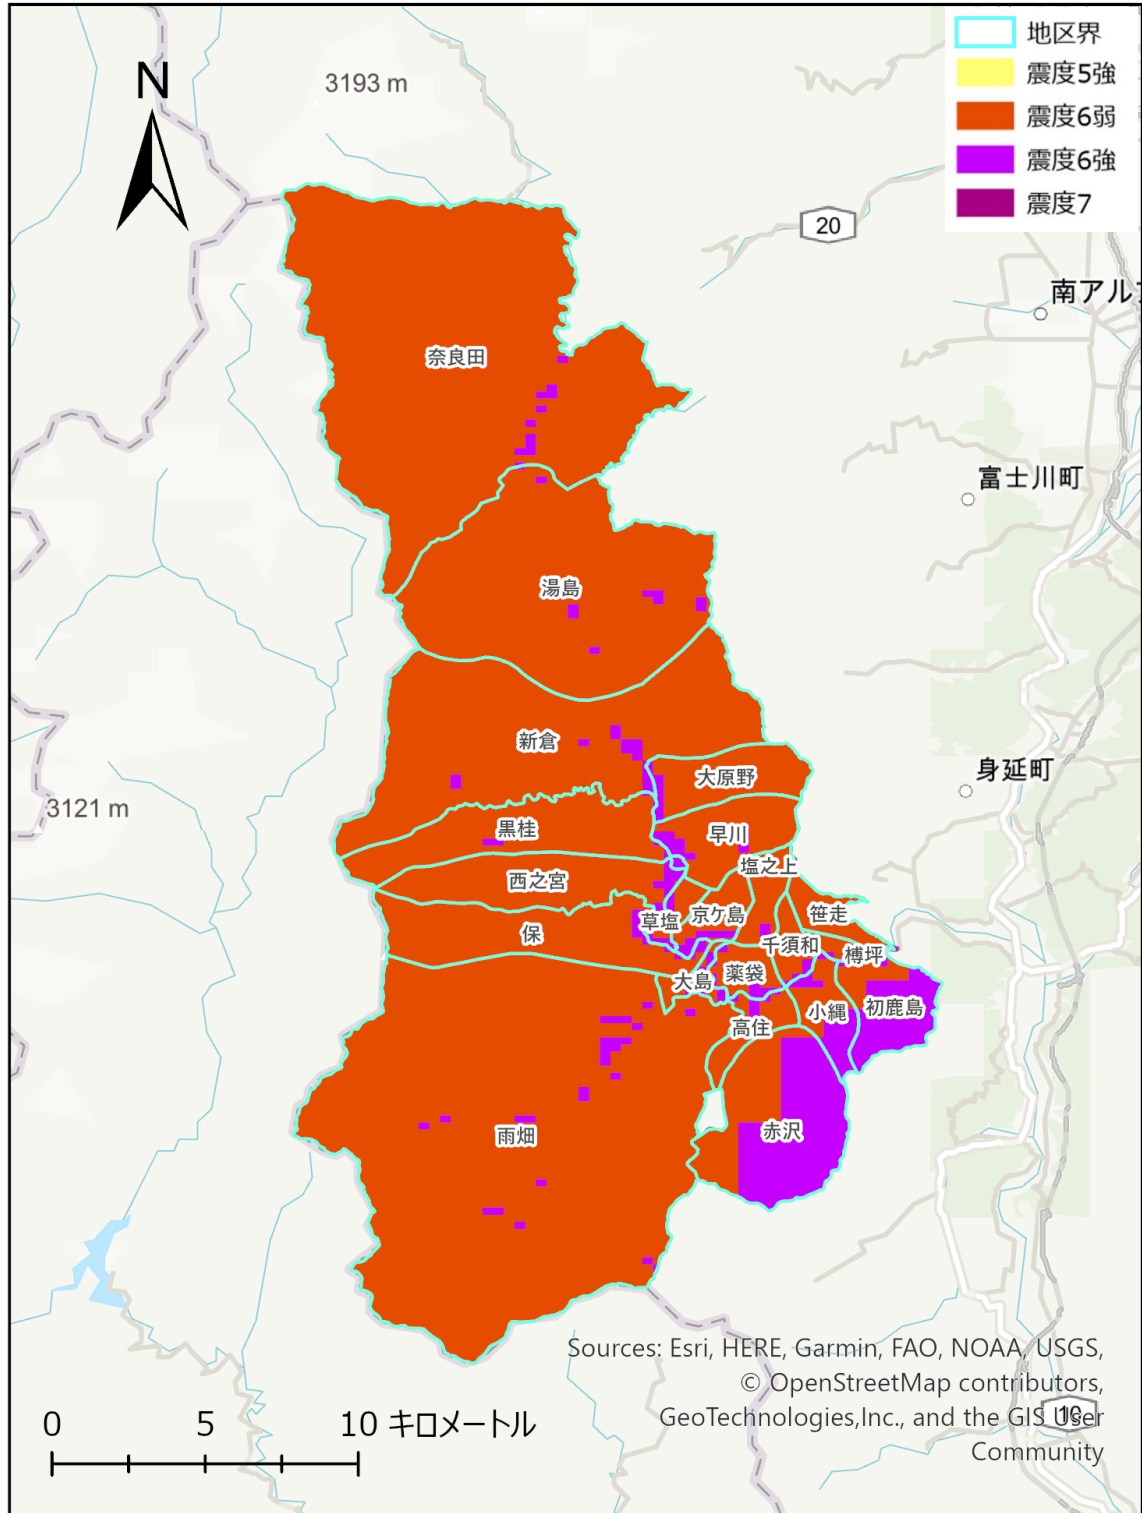 地区界
震度5強
震度6弱
震度6強
震度7
N
3193 m
20
南アル
奈良田
富士川町
湯島
新倉
大原野
身延町
3121 m
黒桂
早川
塩之上
西之宮
笹走
京ケ島
草塩
保
千須和
榑坪
薬袋
大島
初鹿島
小縄
高住
赤沢
雨畑
Sources: Esri, HERE, Garmin, FAO, NOAA, USGS,
© OpenStreetMap contributors,
GeoTechnologies,Inc., and the GIS User
Community
0 5 10 キロメートル